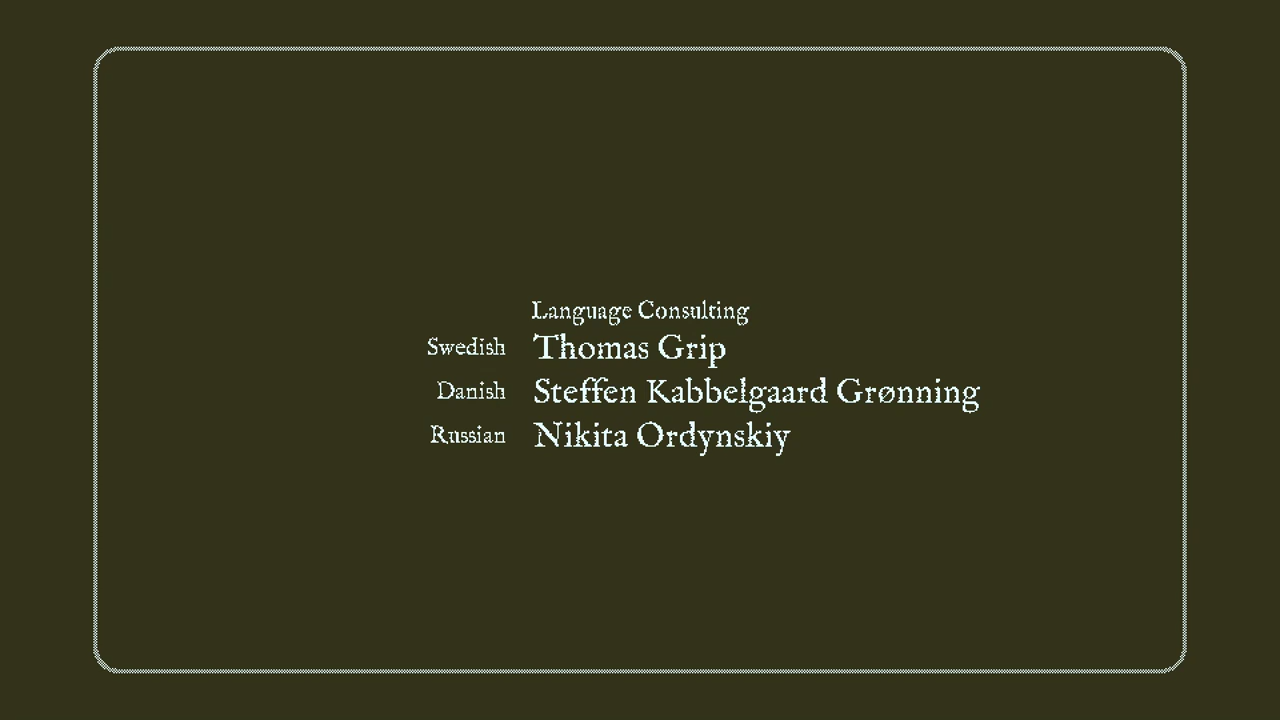 Language Consulting
Swedish Thomas Grip
Danish Steffen Kabbelgaard Grønning
Russian Nikita Ordynskiy